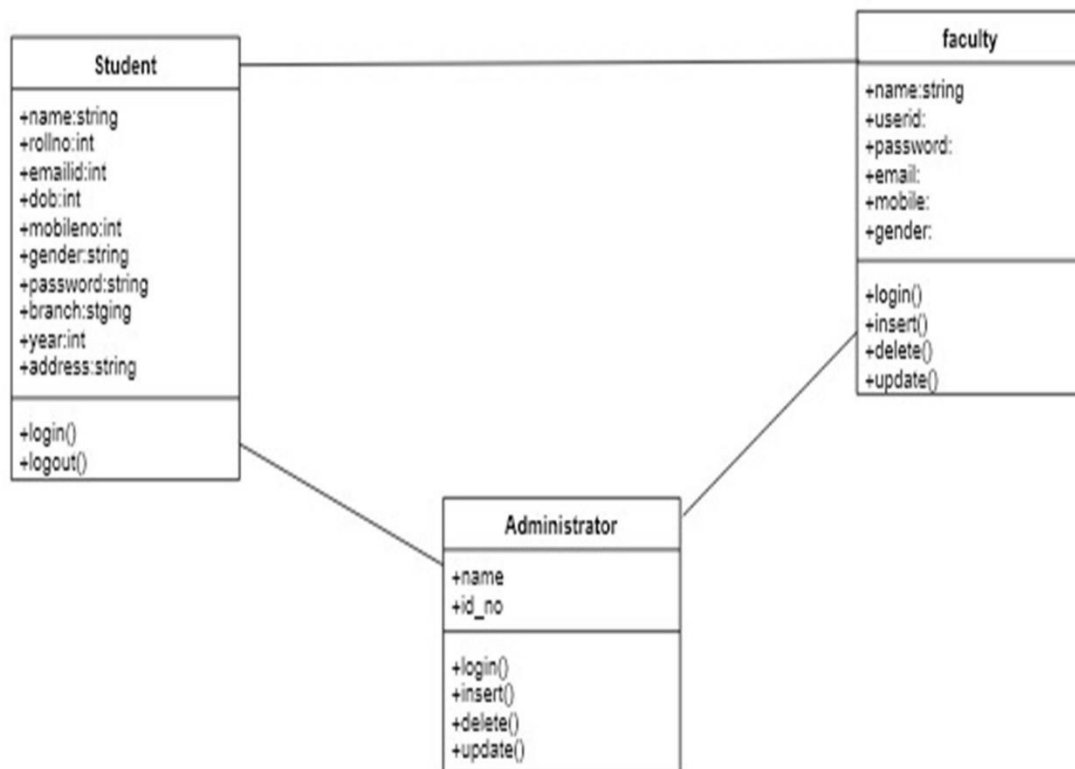 Student
+name:string
+rollno:int
+emailid:int
+dob:int
+mobileno:int
+gender:string
+password:string
+branch:stging
+year:int
+address:string
+login()
+logout()
faculty
+name:string
+userid:
+password:
+email:
+mobile:
+gender:
+login()
+insert()
+delete()
+update()
Administrator
+name
+id_no
+login()
+insert()
+delete()
+update()